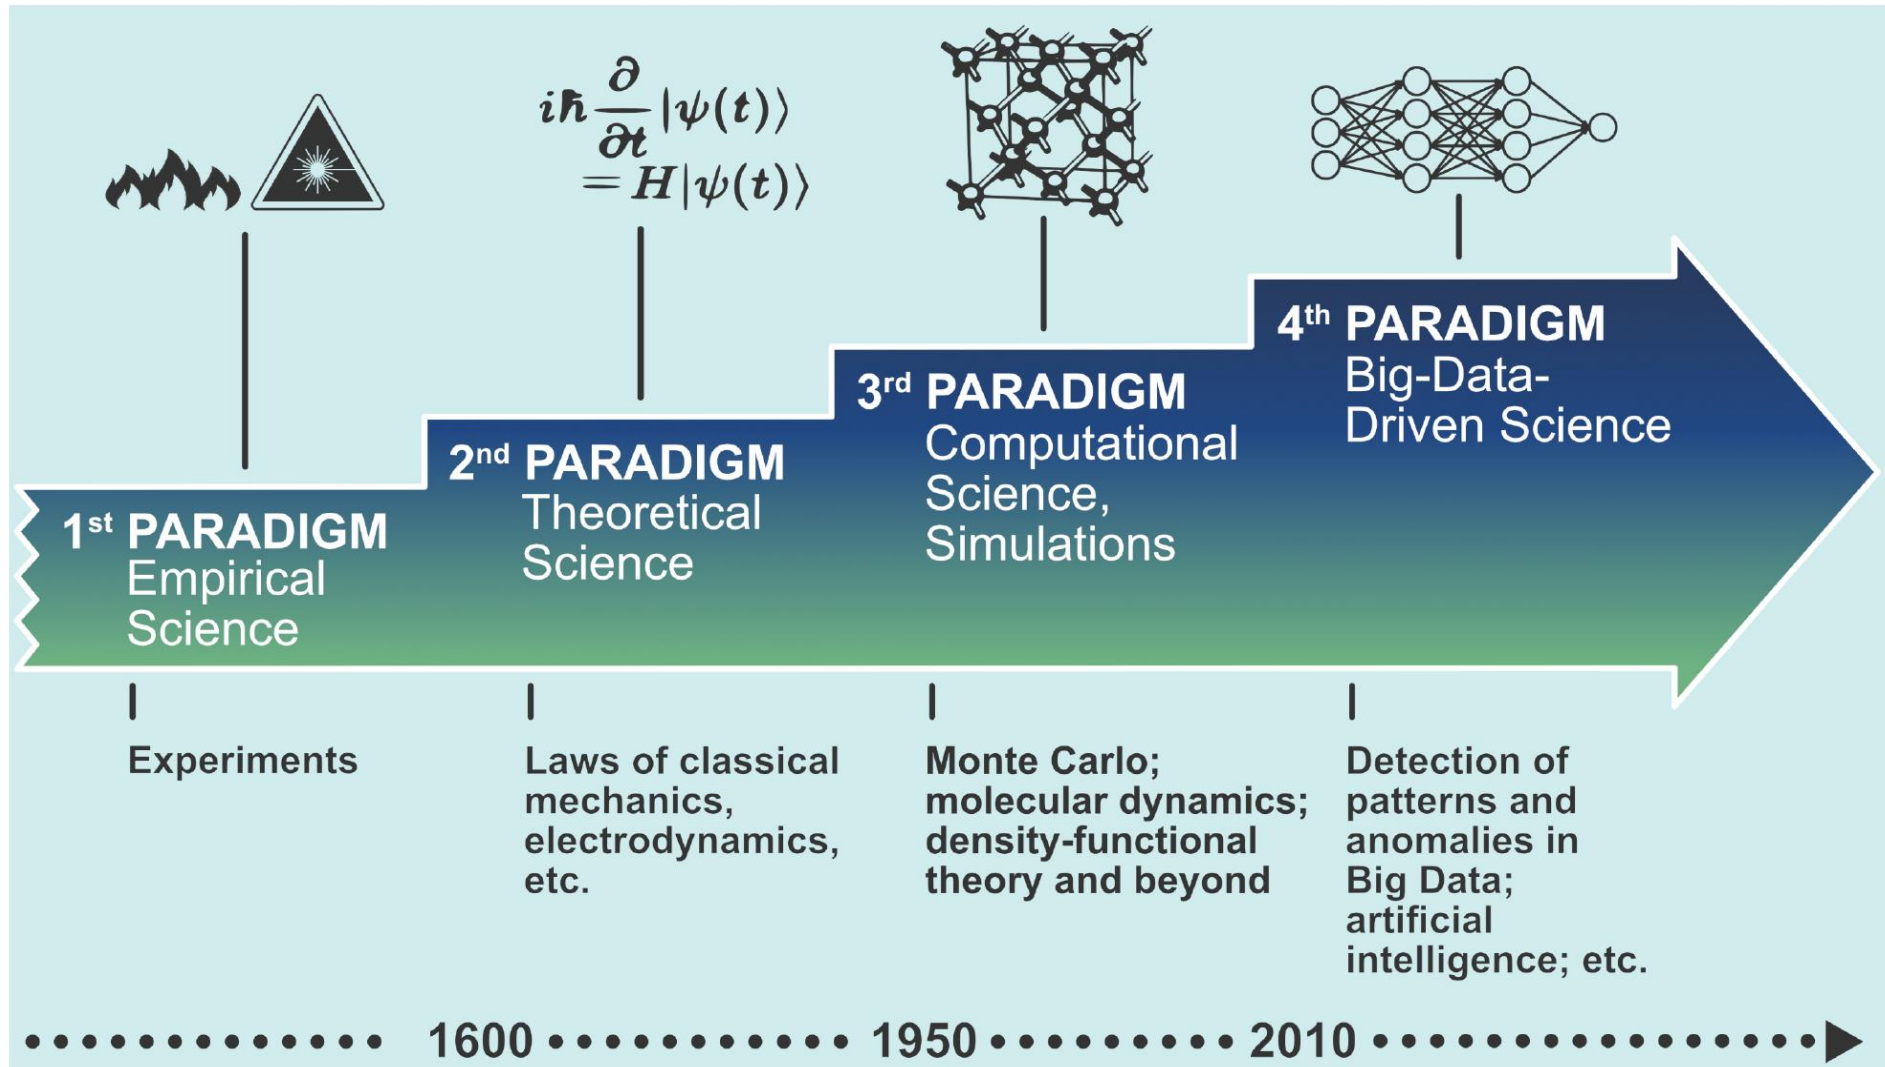 iħ ∂/∂t |ψ(t)⟩
= H|ψ(t)⟩
1st PARADIGM
Empirical
Science
2nd PARADIGM
Theoretical
Science
3rd PARADIGM
Computational
Science,
Simulations
4th PARADIGM
Big-Data-
Driven Science
Experiments
Laws of classical
mechanics,
electrodynamics,
etc.
Monte Carlo;
molecular dynamics;
density-functional
theory and beyond
Detection of
patterns and
anomalies in
Big Data;
artificial
intelligence; etc.
1600 1950 2010